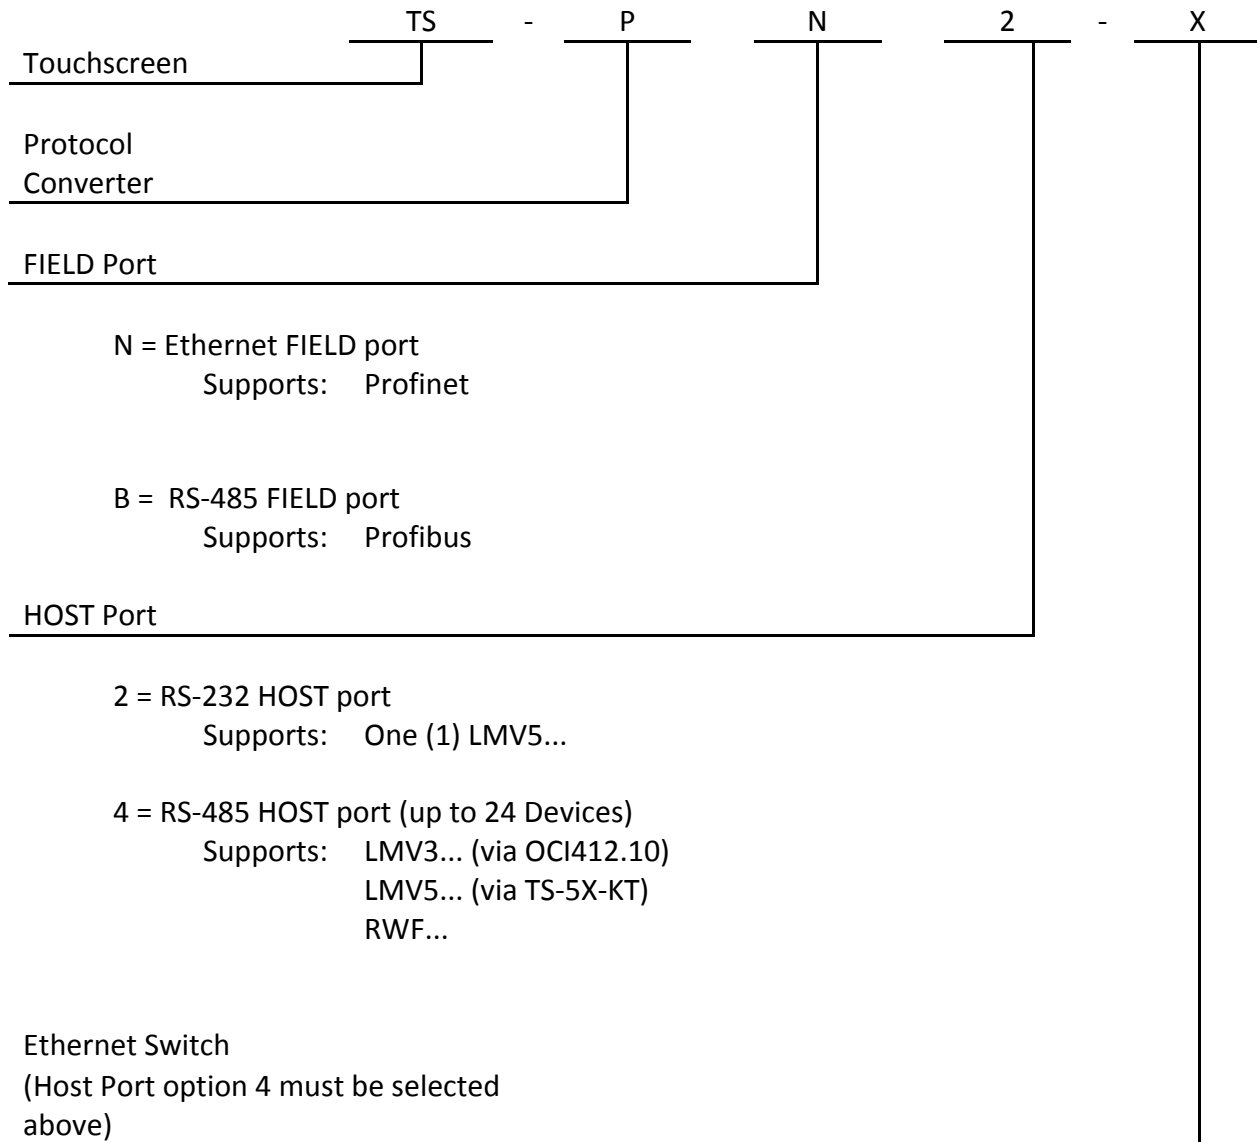 TS - P N 2 - X
Touchscreen
Protocol
Converter
FIELD Port
N = Ethernet FIELD port
Supports: Profinet
B = RS-485 FIELD port
Supports: Profibus
HOST Port
2 = RS-232 HOST port
Supports: One (1) LMV5...
4 = RS-485 HOST port (up to 24 Devices)
Supports: LMV3... (via OCI412.10)
LMV5... (via TS-5X-KT)
RWF...
Ethernet Switch
(Host Port option 4 must be selected
above)